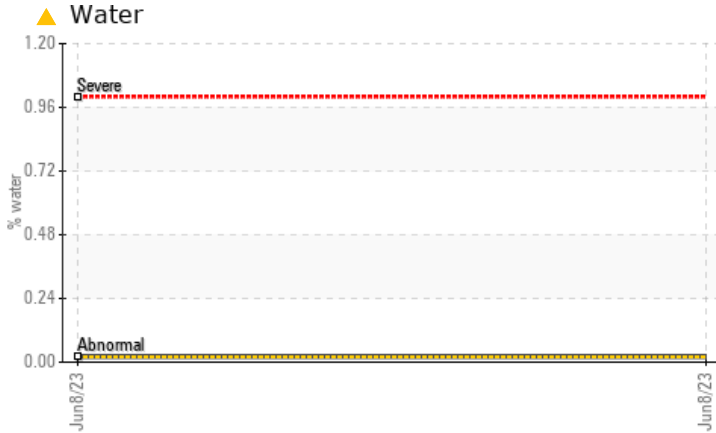 Water
1.20
Severe
0.96
0.72
% water
0.48
0.24
Abnormal
0.00
Jun8/23
Jun8/23